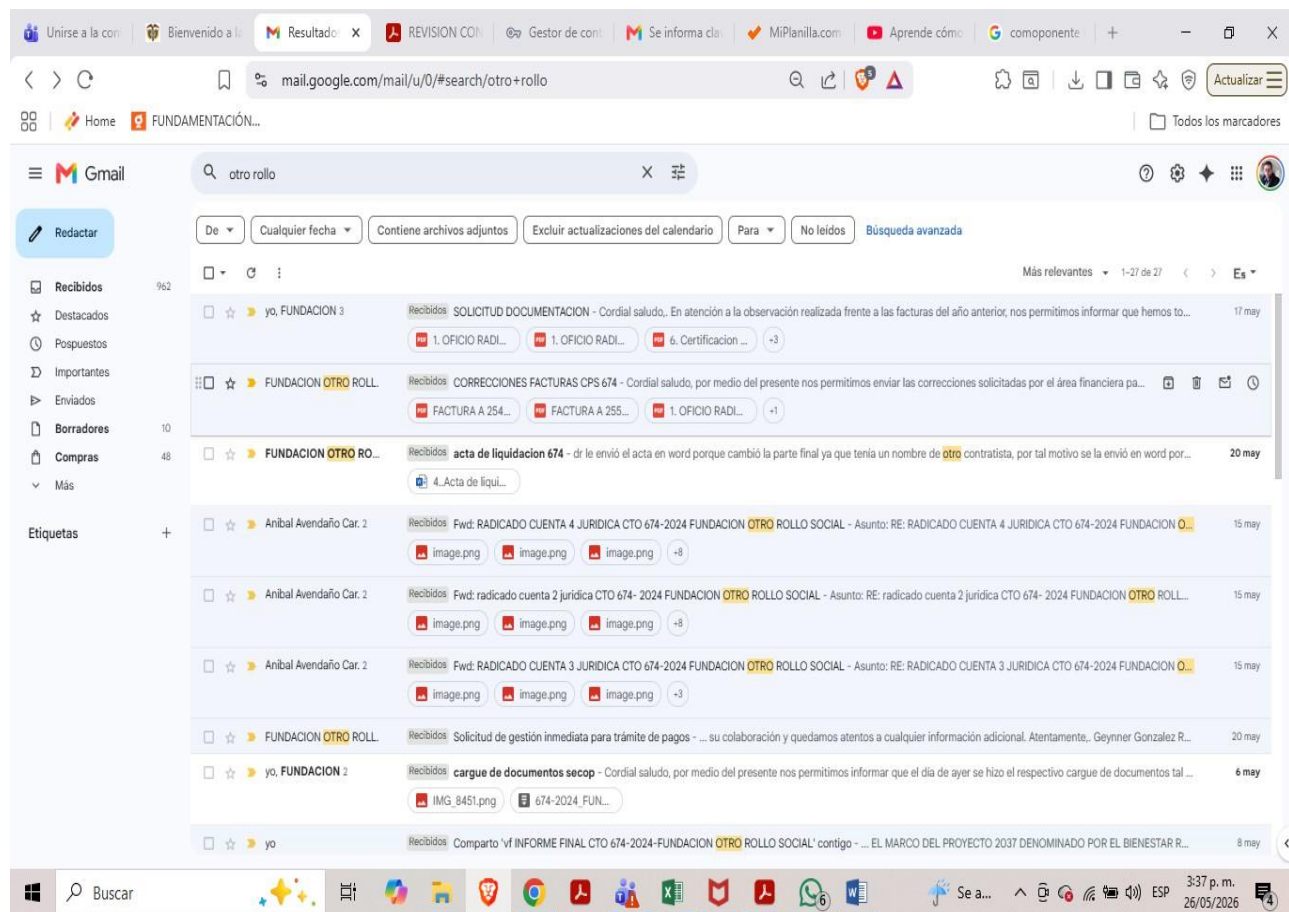 Unirse a la con
Bienvenido a la
Resultado
REVISION CON
Gestor de cont
Se informa cla
MiPlanilla.com
Aprende cómo
comoponente
mail.google.com/mail/u/0/#search/otro+rollo
5
Actualizar
Home
FUNDAMENTACIÓN...
Todos los marcadores
Gmail
otro rollo
Redactar
De
Cualquier fecha
Contiene archivos adjuntos
Excluir actualizaciones del calendario
Para
No leídos
Búsqueda avanzada
Más relevantes
1–27 de 27
Es
Recibidos 962
Destacados
Pospuestos
Importantes
Enviados
Borradores 10
Compras 48
Más
Etiquetas
yo, FUNDACION 3 Recibidos SOLICITUD DOCUMENTACION - Cordial saludo,. En atención a la observación realizada frente a las facturas del año anterior, nos permitimos informar que hemos to... 17 may
1. OFICIO RADI... 1. OFICIO RADI... 6. Certificacion ... +3
FUNDACION OTRO ROLL. Recibidos CORRECCIONES FACTURAS CPS 674 - Cordial saludo, por medio del presente nos permitimos enviar las correcciones solicitadas por el área financiera pa...
FACTURA A 254... FACTURA A 255... 1. OFICIO RADI... +1
FUNDACION OTRO RO... Recibidos acta de liquidacion 674 - dr le envió el acta en word porque cambió la parte final ya que tenía un nombre de otro contratista, por tal motivo se la envió en word por... 20 may
4..Acta de liqui...
Anibal Avendaño Car. 2 Recibidos Fwd: RADICADO CUENTA 4 JURIDICA CTO 674-2024 FUNDACION OTRO ROLLO SOCIAL - Asunto: RE: RADICADO CUENTA 4 JURIDICA CTO 674-2024 FUNDACION O... 15 may
image.png image.png image.png +8
Anibal Avendaño Car. 2 Recibidos Fwd: radicado cuenta 2 juridica CTO 674- 2024 FUNDACION OTRO ROLLO SOCIAL - Asunto: RE: radicado cuenta 2 juridica CTO 674- 2024 FUNDACION OTRO ROLL... 15 may
image.png image.png image.png +8
Anibal Avendaño Car. 2 Recibidos Fwd: RADICADO CUENTA 3 JURIDICA CTO 674-2024 FUNDACION OTRO ROLLO SOCIAL - Asunto: RE: RADICADO CUENTA 3 JURIDICA CTO 674-2024 FUNDACION O... 15 may
image.png image.png image.png +3
FUNDACION OTRO ROLL. Recibidos Solicitud de gestión inmediata para trámite de pagos - ... su colaboración y quedamos atentos a cualquier información adicional. Atentamente,. Geynner Gonzalez R... 20 may
yo, FUNDACION 2 Recibidos cargue de documentos secop - Cordial saludo, por medio del presente nos permitimos informar que el día de ayer se hizo el respectivo cargue de documentos tal ... 6 may
IMG_8451.png 674-2024_FUN...
yo Recibidos Comparto 'vf INFORME FINAL CTO 674-2024-FUNDACION OTRO ROLLO SOCIAL' contigo - ... EL MARCO DEL PROYECTO 2037 DENOMINADO POR EL BIENESTAR R... 8 may
Buscar
6
Se a...
ESP
3:37 p. m.
26/05/2026
4